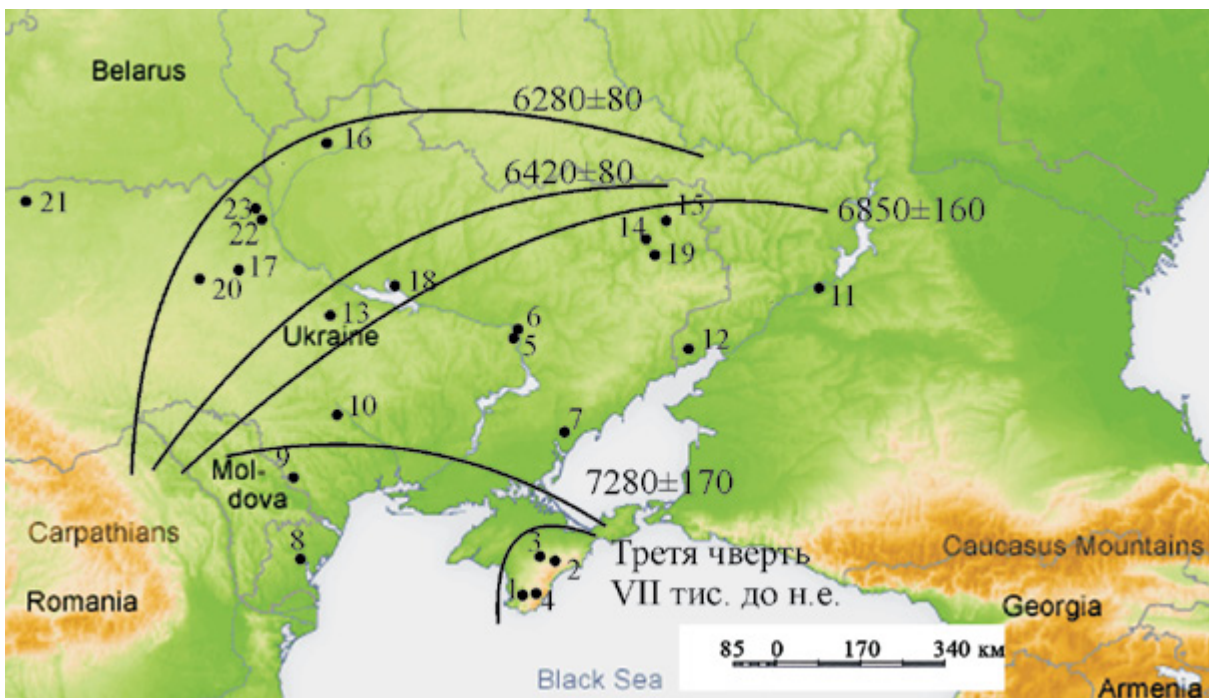 Belarus
6280±80
16
6420±80
21
23
22
15
6850±160
14
19
17
20
18
11
13
Ukraine
6
5
12
10
7
9
Mol-
dova
7280±170
Carpathians
8
3
2
Третя чверть
Caucasus Mountains
1
4
VII тис. до н.е.
Romania
Georgia
85 0 170 340 км
Black Sea
Armenia